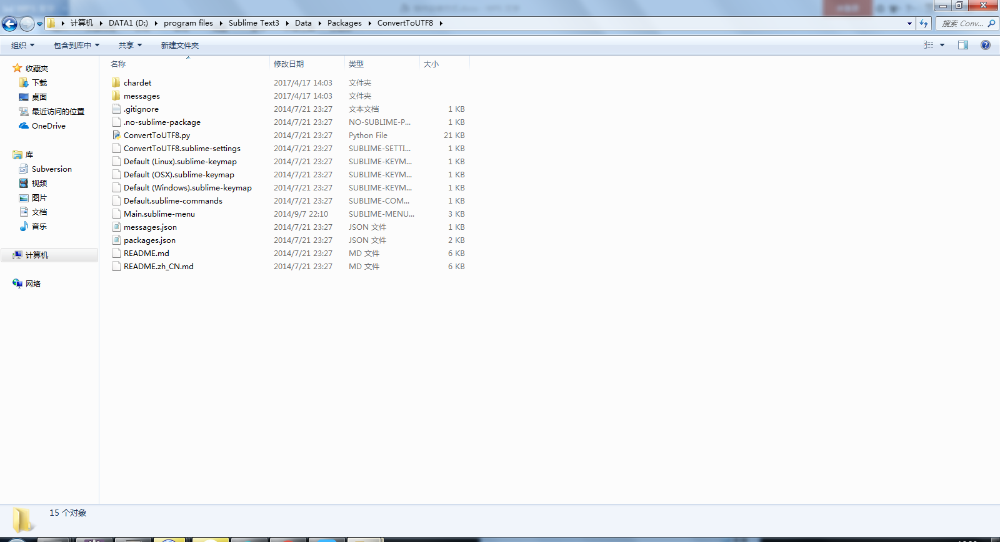 计算机 DATA1 (D:) program files Sublime Text3 Data Packages ConvertToUTF8 搜索 Conv...
组织 包含到库中 共享 新建文件夹
收藏夹
下载
桌面
最近访问的位置
OneDrive
库
Subversion
视频
图片
文档
音乐
计算机
网络
名称 修改日期 类型 大小
chardet 2017/4/17 14:03 文件夹
messages 2017/4/17 14:03 文件夹
.gitignore 2014/7/21 23:27 文本文档 1 KB
.no-sublime-package 2014/7/21 23:27 NO-SUBLIME-P... 1 KB
ConvertToUTF8.py 2014/7/21 23:27 Python File 21 KB
ConvertToUTF8.sublime-settings 2014/7/21 23:27 SUBLIME-SETTI... 1 KB
Default (Linux).sublime-keymap 2014/7/21 23:27 SUBLIME-KEYM... 1 KB
Default (OSX).sublime-keymap 2014/7/21 23:27 SUBLIME-KEYM... 1 KB
Default (Windows).sublime-keymap 2014/7/21 23:27 SUBLIME-KEYM... 1 KB
Default.sublime-commands 2014/7/21 23:27 SUBLIME-COM... 1 KB
Main.sublime-menu 2014/9/7 22:10 SUBLIME-MENU... 3 KB
messages.json 2014/7/21 23:27 JSON 文件 1 KB
packages.json 2014/7/21 23:27 JSON 文件 2 KB
README.md 2014/7/21 23:27 MD 文件 6 KB
README.zh_CN.md 2014/7/21 23:27 MD 文件 6 KB
15 个对象